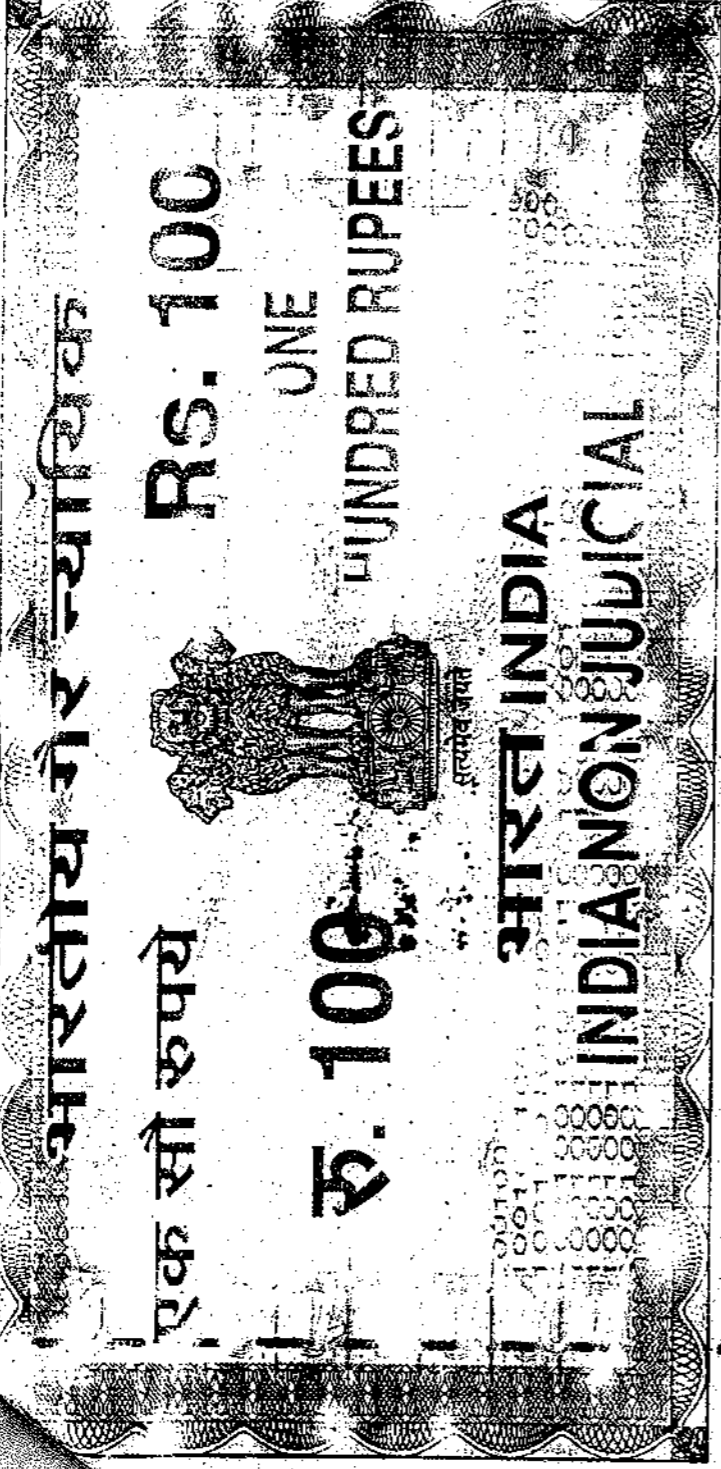 भारतीय गैर न्यायिक
एक सौ रुपये
Rs. 100
रु. 100
ONE
HUNDRED RUPEES
सत्यमेव जयते
भारत INDIA
INDIA NON JUDICIAL